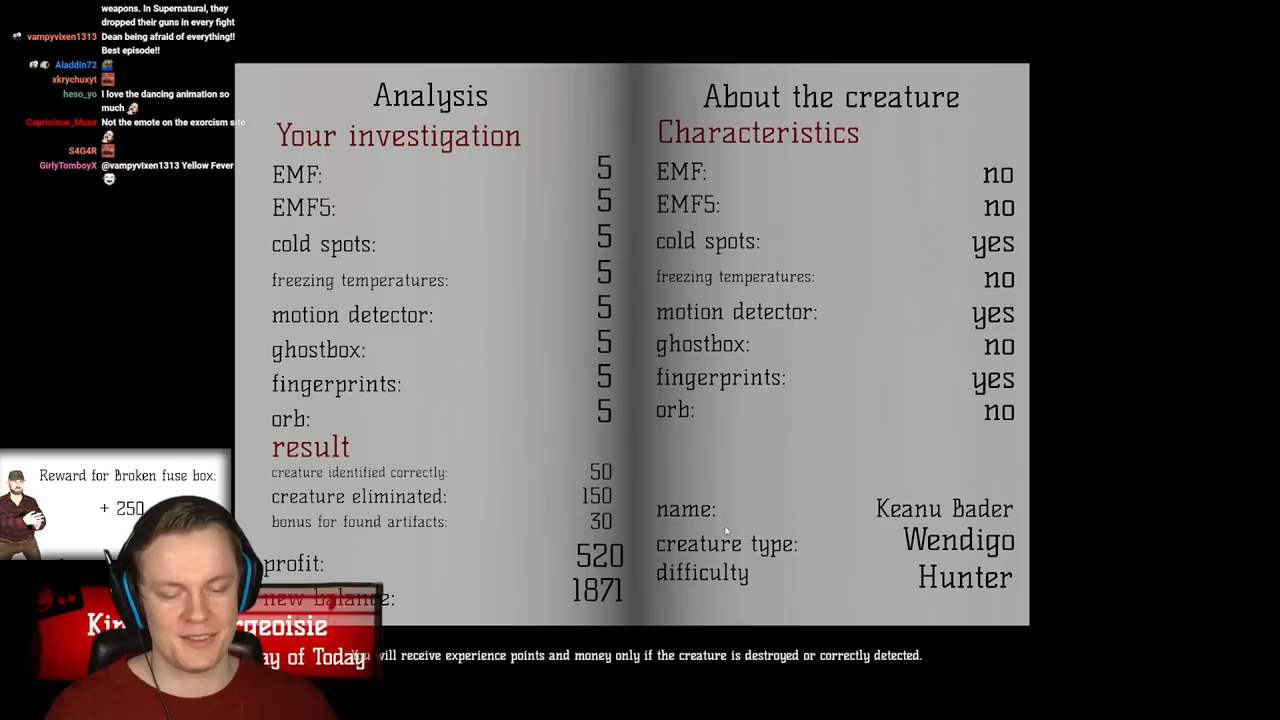 weapons. In Supernatural, they
dropped their guns in every fight
vampyvixen1313 Dean being afraid of everything!!
Best episode!!
Aladdin72
xkrychuxyt
heso_yo I love the dancing animation so
much
Capricious_Muse Not the emote on the exorcism site
S4G4R
GirlyTomboyX @vampyvixen1313 Yellow Fever
Analysis
Your investigation
EMF: 5
EMF5: 5
cold spots: 5
freezing temperatures: 5
motion detector: 5
ghostbox: 5
fingerprints: 5
orb: 5
result
creature identified correctly: 50
creature eliminated: 150
bonus for found artifacts: 30
profit: 520
new balance: 1871
About the creature
Characteristics
EMF: no
EMF5: no
cold spots: yes
freezing temperatures: no
motion detector: yes
ghostbox: no
fingerprints: yes
orb: no
name: Keanu Bader
creature type: Wendigo
difficulty Hunter
Reward for Broken fuse box:
+ 250
ay of Today
will receive experience points and money only if the creature is destroyed or correctly detected.